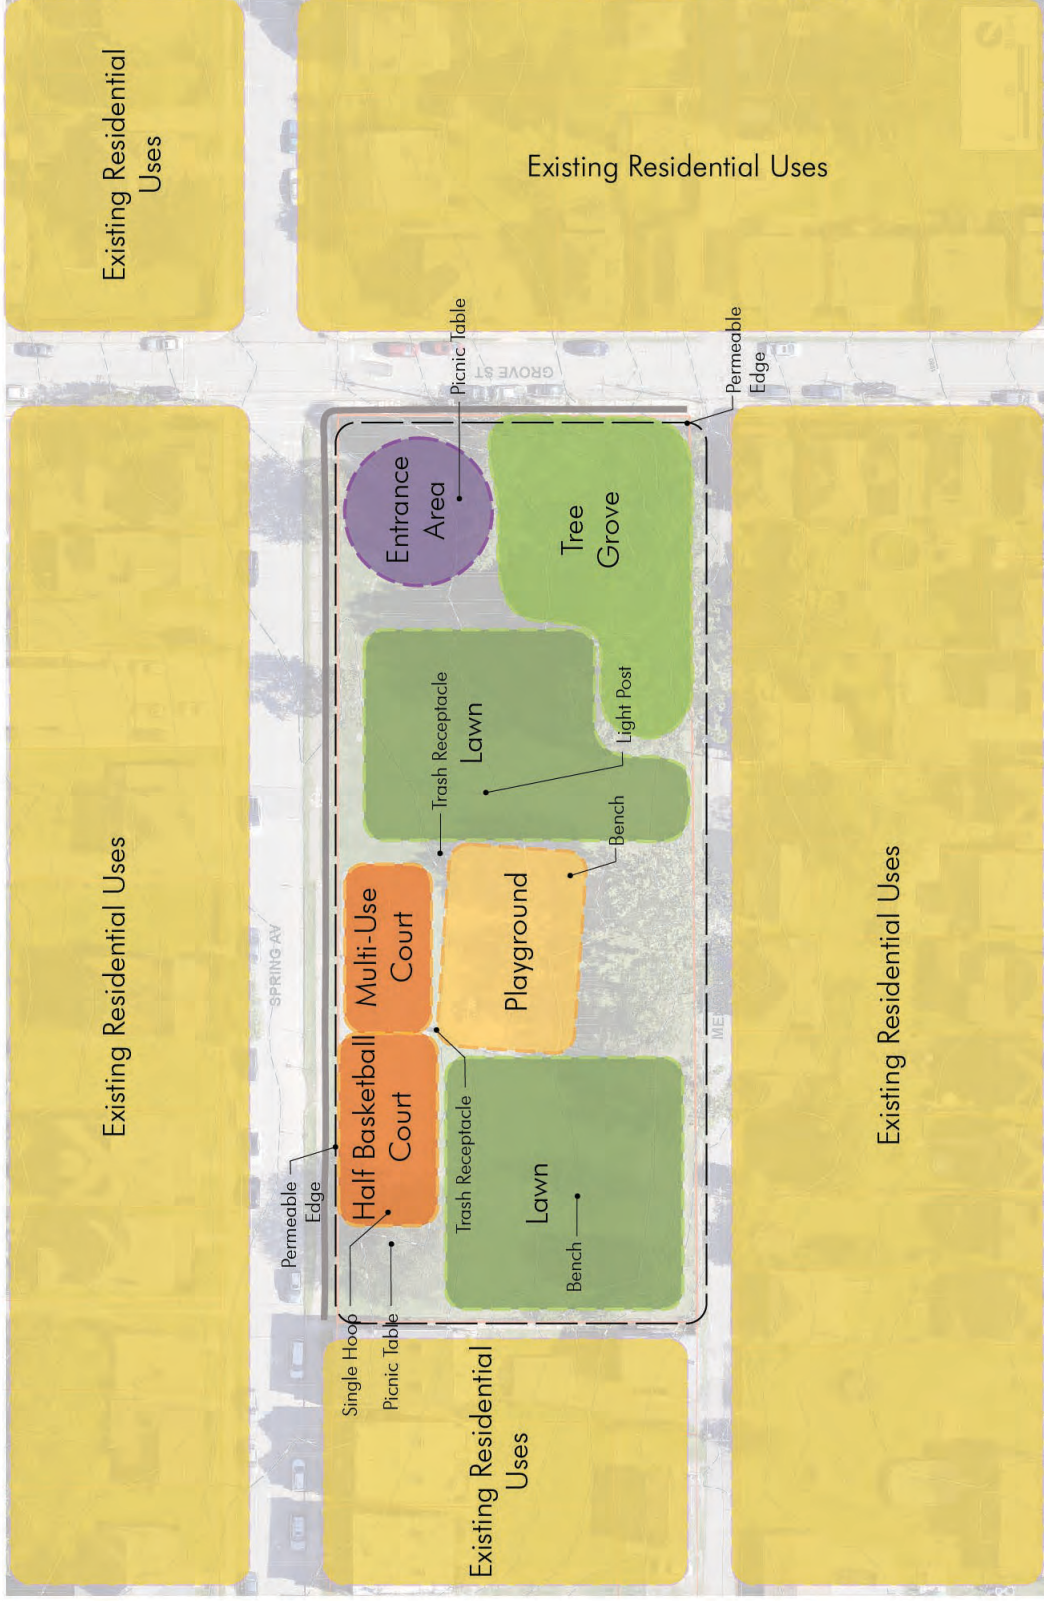 Existing Residential
Uses
Existing Residential Uses
Existing Residential Uses
SPRING AV
GROVE ST
Permeable
Edge
Permeable
Edge
Entrance
Area
Picnic Table
Tree
Grove
Lawn
Trash Receptacle
Light Post
Multi-Use
Court
Playground
Bench
Half Basketball
Court
Trash Receptacle
Single Hoop
Picnic Table
Lawn
Bench
Existing Residential
Uses
Existing Residential Uses